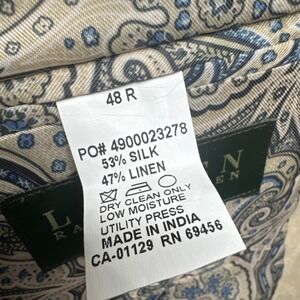 48 R
PO# 4900023278
53% SILK
47% LINEN
DRY CLEAN ONLY
LOW MOISTURE
UTILITY PRESS
MADE IN INDIA
CA-01129 RN 69456